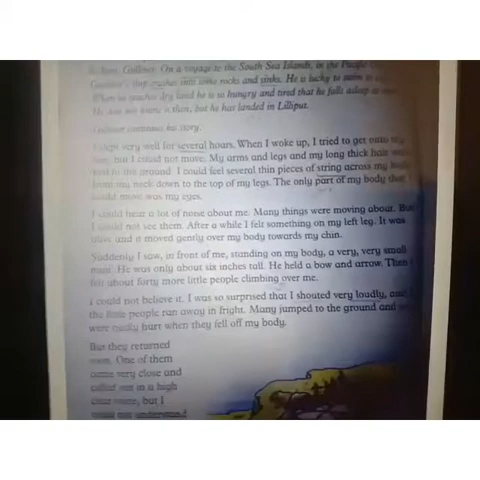 Gulliver. On a voyage to the South Sea Islands, in the Pacific
Gulliver's ship crashes into some rocks and sinks. He is lucky to swim to
When he reaches dry land he is so hungry and tired that he falls asleep
He does not know it then, but he has landed in Lilliput.
Gulliver continues his story:
I slept very well for several hours. When I woke up, I tried to get onto
but I could not move. My arms and legs and my long thick hair
to the ground. I could feel several thin pieces of string across my
from my neck down to the top of my legs. The only part of my body that
could move was my eyes.
I could hear a lot of noise about me. Many things were moving about. But
I could not see them. After a while I felt something on my left leg. It was
and it moved gently over my body towards my chin.
Suddenly I saw, in front of me, standing on my body, a very, very small
man. He was only about six inches tall. He held a bow and arrow. Then I
felt about forty more little people climbing over me.
I could not believe it. I was so surprised that I shouted very loudly, and
the little people ran away in fright. Many jumped to the ground and
were badly hurt when they fell off my body.
But they returned
soon. One of them
came very close and
called out in a high
clear voice, but I
could not understand